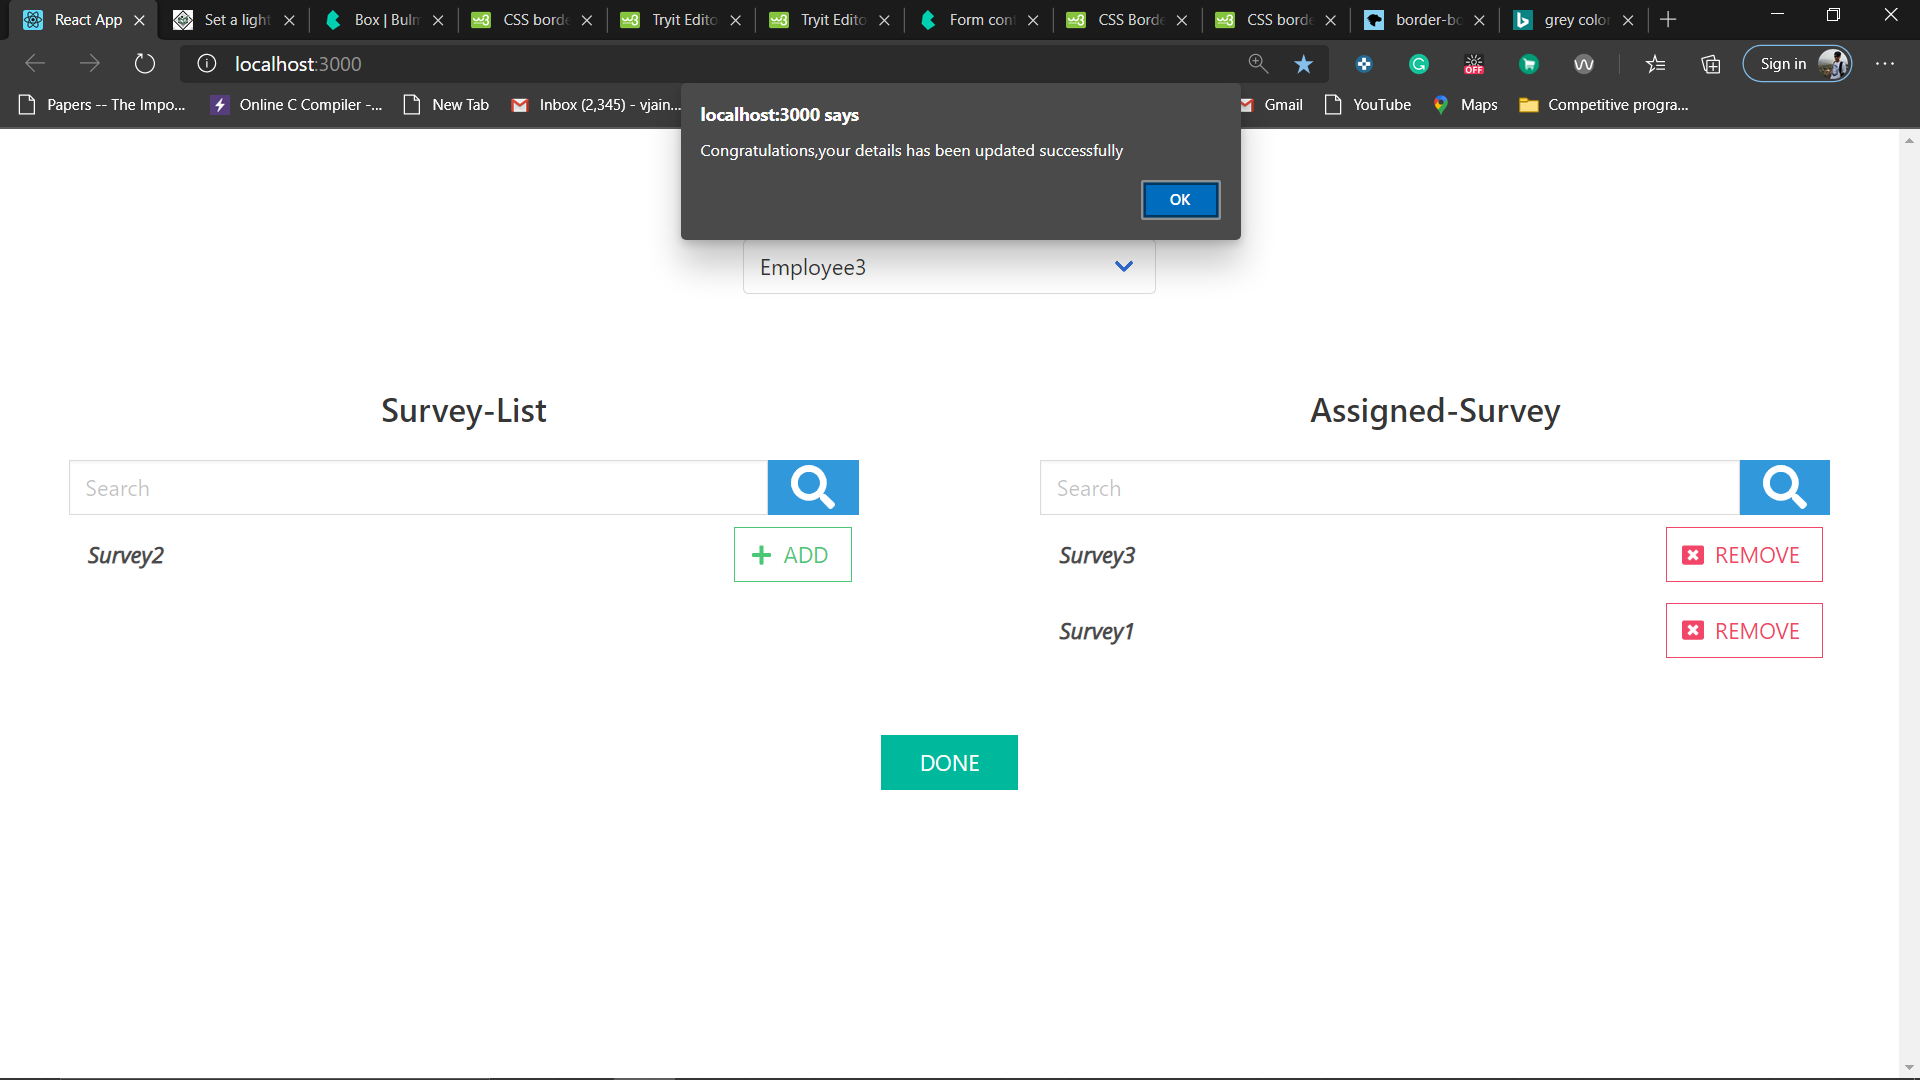 React App
Set a light
Box | Bulm
CSS borde
Tryit Edito
Tryit Edito
Form cont
CSS Borde
CSS borde
border-bo
grey color
localhost:3000
OFF
Sign in
Papers -- The Impo...
Online C Compiler -...
New Tab
Inbox (2,345) - vjain...
Gmail
YouTube
Maps
Competitive progra...
localhost:3000 says
Congratulations,your details has been updated successfully
OK
Employee3
Survey-List
Assigned-Survey
Search
Search
Survey2
ADD
Survey3
REMOVE
Survey1
REMOVE
DONE